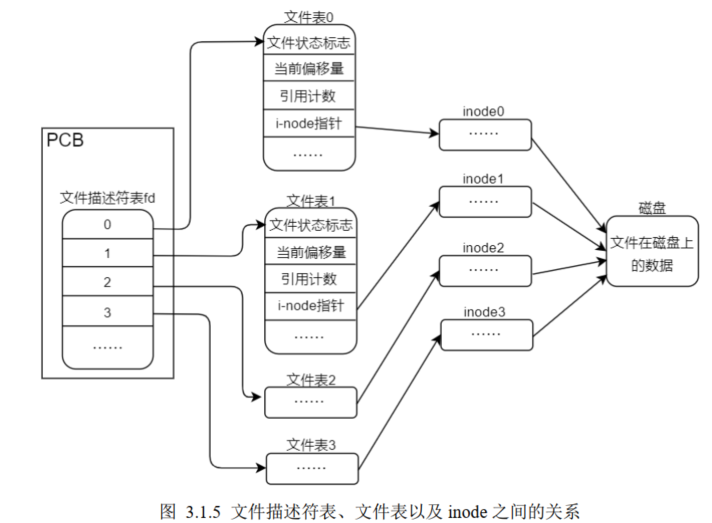 PCB
文件描述符表fd
0
1
2
3
……
文件表0
文件状态标志
当前偏移量
引用计数
i-node指针
……
文件表1
文件状态标志
当前偏移量
引用计数
i-node指针
……
文件表2
……
文件表3
……
inode0
……
inode1
……
inode2
……
inode3
……
磁盘
文件在磁盘上
的数据
图 3.1.5 文件描述符表、文件表以及 inode 之间的关系